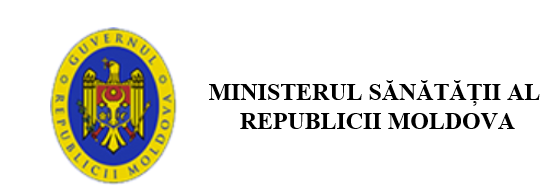 GUVERNUL
REPUBLICII MOLDOVA
MINISTERUL SĂNĂTĂȚII AL
REPUBLICII MOLDOVA